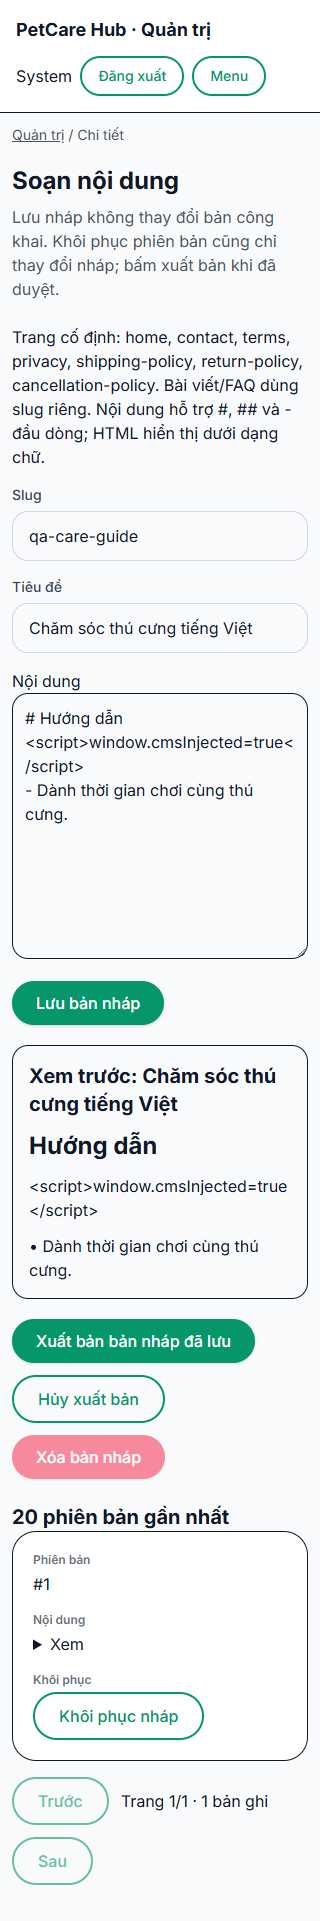 PetCare Hub · Quản trị
System
Đăng xuất
Menu
Quản trị / Chi tiết
Soạn nội dung
Lưu nháp không thay đổi bản công
khai. Khôi phục phiên bản cũng chỉ
thay đổi nháp; bấm xuất bản khi đã
duyệt.
Trang cố định: home, contact, terms,
privacy, shipping-policy, return-policy,
cancellation-policy. Bài viết/FAQ dùng
slug riêng. Nội dung hỗ trợ #, ## và -
đầu dòng; HTML hiển thị dưới dạng
chữ.
Slug
qa-care-guide
Tiêu đề
Chăm sóc thú cưng tiếng Việt
Nội dung
# Hướng dẫn
<script>window.cmsInjected=true<
/script>
- Dành thời gian chơi cùng thú
cưng.
Lưu bản nháp
Xem trước: Chăm sóc thú
cưng tiếng Việt
Hướng dẫn
<script>window.cmsInjected=true
</script>
• Dành thời gian chơi cùng thú
cưng.
Xuất bản bản nháp đã lưu
Hủy xuất bản
Xóa bản nháp
20 phiên bản gần nhất
Phiên bản
#1
Nội dung
▶ Xem
Khôi phục
Khôi phục nháp
Trước
Trang 1/1 · 1 bản ghi
Sau